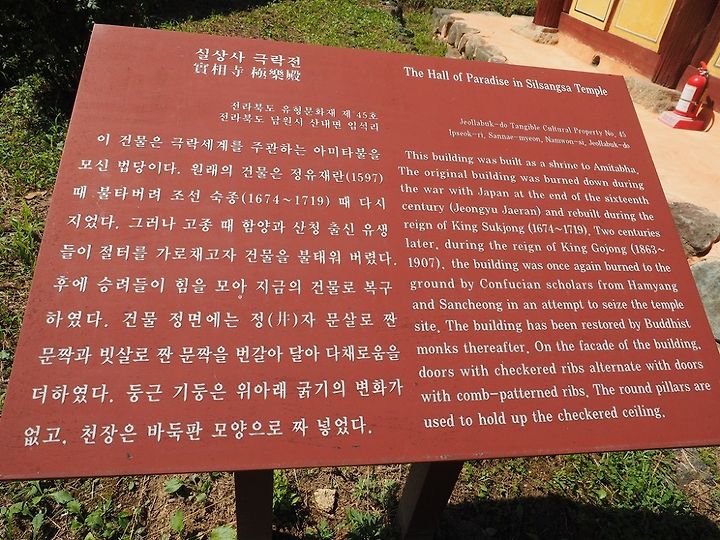 실상사 극락전
實相寺 極樂殿
전라북도 유형문화재 제 45호
전라북도 남원시 산내면 입석리
이 건물은 극락세계를 주관하는 아미타불을
모신 법당이다. 원래의 건물은 정유재란(1597)
때 불타버려 조선 숙종(1674~1719) 때 다시
지었다. 그러나 고종 때 함양과 산청 출신 유생
들이 절터를 가로채고자 건물을 불태워 버렸다.
후에 승려들이 힘을 모아 지금의 건물로 복구
하였다. 건물 정면에는 정(井)자 문살로 짠
문짝과 빗살로 짠 문짝을 번갈아 달아 다채로움을
더하였다. 둥근 기둥은 위아래 굵기의 변화가
없고, 천장은 바둑판 모양으로 짜 넣었다.
The Hall of Paradise in Silsangsa Temple
Jeollabuk-do Tangible Cultural Property No. 45
Ipseok-ri, Sannae-myeon, Namwon-si, Jeollabuk-do
This building was built as a shrine to Amitabha.
The original building was burned down during
the war with Japan at the end of the sixteenth
century (Jeongyu Jaeran) and rebuilt during the
reign of King Sukjong (1674~1719). Two centuries
later, during the reign of King Gojong (1863~
1907), the building was once again burned to the
ground by Confucian scholars from Hamyang
and Sancheong in an attempt to seize the temple
site. The building has been restored by Buddhist
monks thereafter. On the facade of the building,
doors with checkered ribs alternate with doors
with comb-patterned ribs. The round pillars are
used to hold up the checkered ceiling.